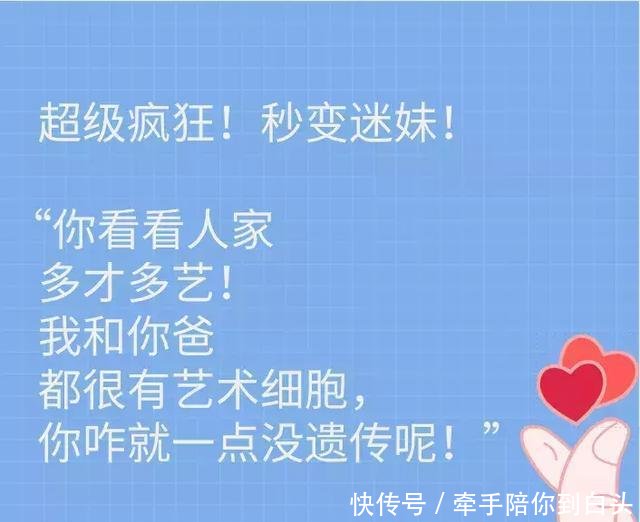 超级疯狂！秒变迷妹！
“你看看人家
多才多艺！
我和你爸
都很有艺术细胞，
你咋就一点没遗传呢！”
快传号 / 牵手陪你到白头